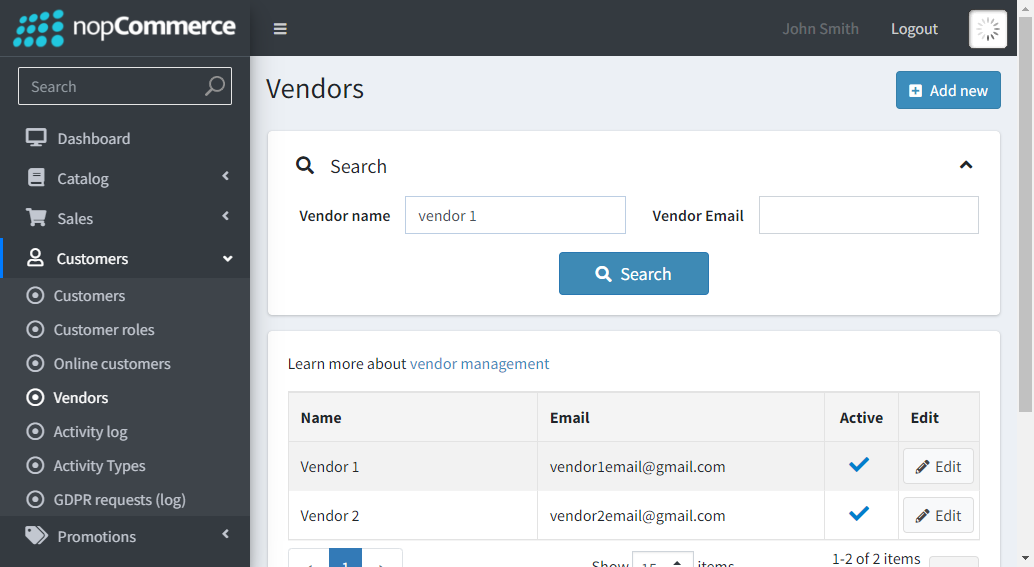 nopCommerce
John Smith
Logout
Search
Dashboard
Catalog
Sales
Customers
Customers
Customer roles
Online customers
Vendors
Activity log
Activity Types
GDPR requests (log)
Promotions
Vendors
Add new
Search
Vendor name
vendor 1
Vendor Email
Search
Learn more about vendor management
Name Email Active Edit
Vendor 1 vendor1email@gmail.com Edit
Vendor 2 vendor2email@gmail.com Edit
1 Show 15 items 1-2 of 2 items